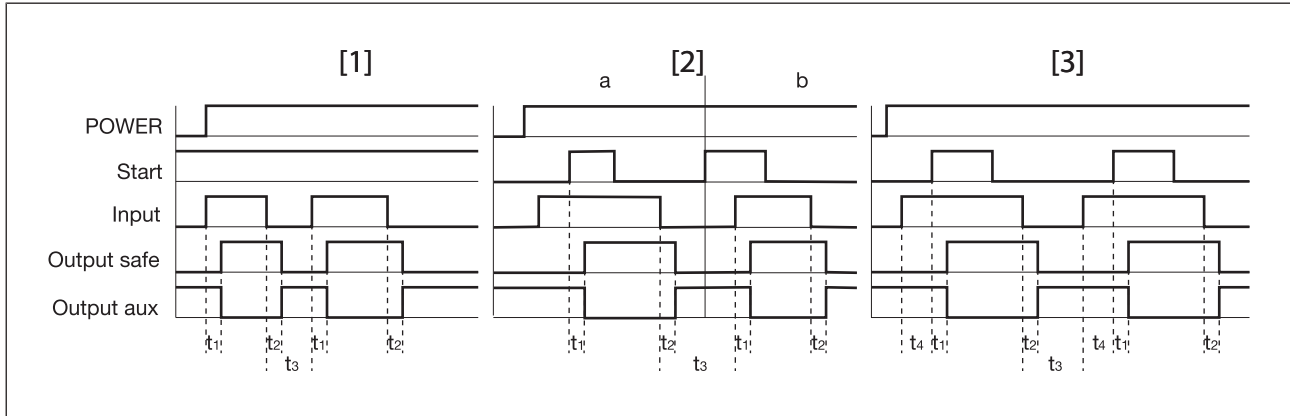 [1] [2] [3]
a b
POWER
Start
Input
Output safe
Output aux
t1 t2 t1 t2 t1 t2 t1 t2 t4 t1 t2 t4 t1 t2
t3 t3 t3